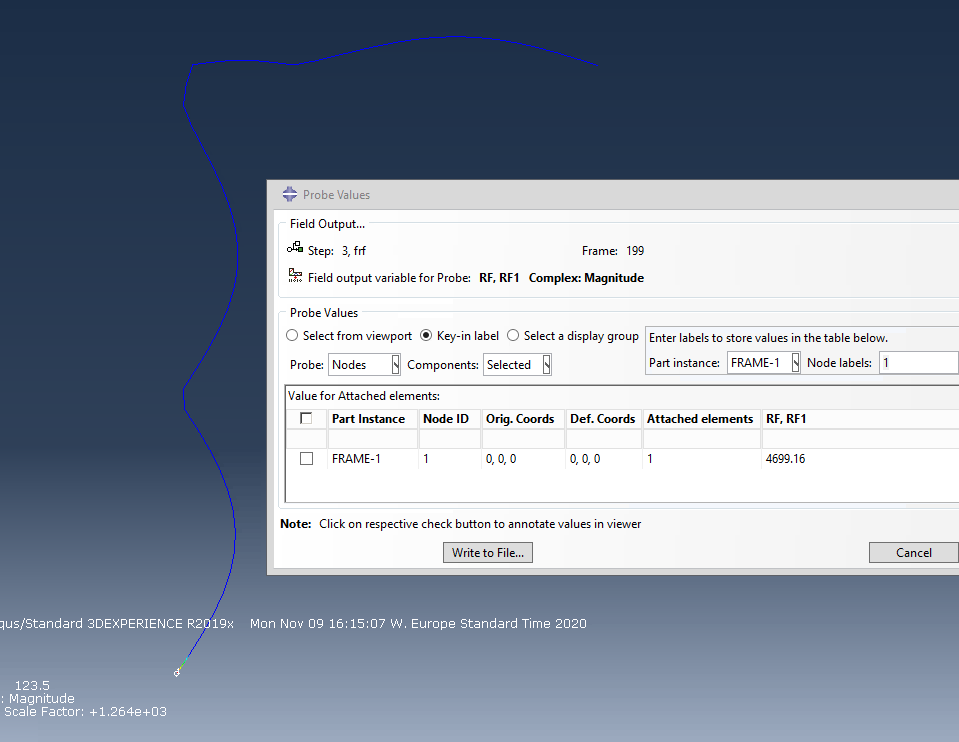 Probe Values
Field Output...
Step: 3, frf Frame: 199
Field output variable for Probe: RF, RF1 Complex: Magnitude
Probe Values
Select from viewport Key-in label Select a display group
Enter labels to store values in the table below.
Probe: Nodes Components: Selected Part instance: FRAME-1 Node labels: 1
Value for Attached elements:
Part Instance Node ID Orig. Coords Def. Coords Attached elements RF, RF1
FRAME-1 1 0, 0, 0 0, 0, 0 1 4699.16
Note: Click on respective check button to annotate values in viewer
Write to File... Cancel
qus/Standard 3DEXPERIENCE R2019x Mon Nov 09 16:15:07 W. Europe Standard Time 2020
123.5
: Magnitude
Scale Factor: +1.264e+03